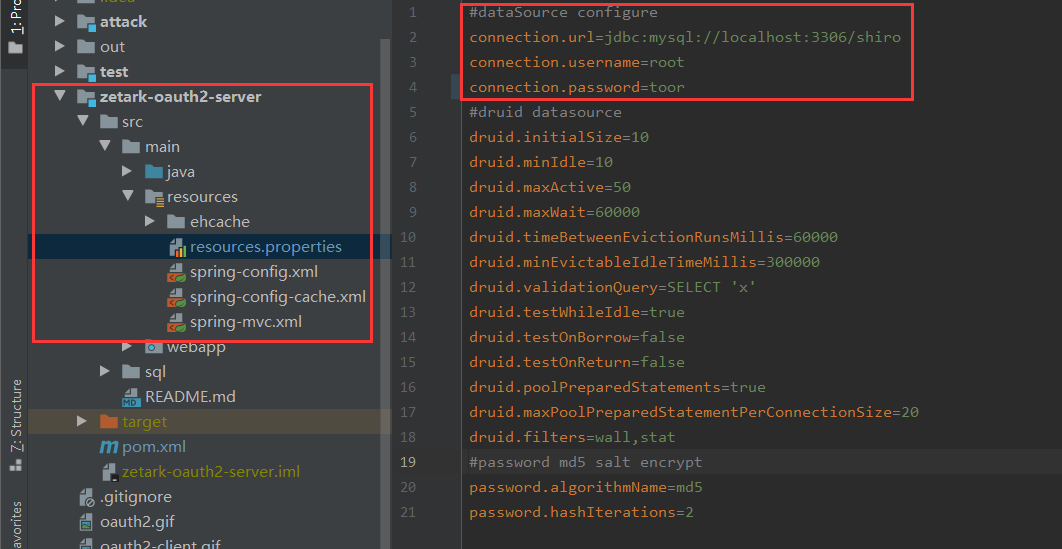 1: Pro
attack
out
test
zetark-oauth2-server
src
main
java
resources
ehcache
resources.properties
spring-config.xml
spring-config-cache.xml
spring-mvc.xml
webapp
sql
README.md
target
pom.xml
zetark-oauth2-server.iml
.gitignore
oauth2.gif
oauth2-client.gif
7: Structure
avorites
1 #dataSource configure
2 connection.url=jdbc:mysql://localhost:3306/shiro
3 connection.username=root
4 connection.password=toor
5 #druid datasource
6 druid.initialSize=10
7 druid.minIdle=10
8 druid.maxActive=50
9 druid.maxWait=60000
10 druid.timeBetweenEvictionRunsMillis=60000
11 druid.minEvictableIdleTimeMillis=300000
12 druid.validationQuery=SELECT 'x'
13 druid.testWhileIdle=true
14 druid.testOnBorrow=false
15 druid.testOnReturn=false
16 druid.poolPreparedStatements=true
17 druid.maxPoolPreparedStatementPerConnectionSize=20
18 druid.filters=wall,stat
19 #password md5 salt encrypt
20 password.algorithmName=md5
21 password.hashIterations=2